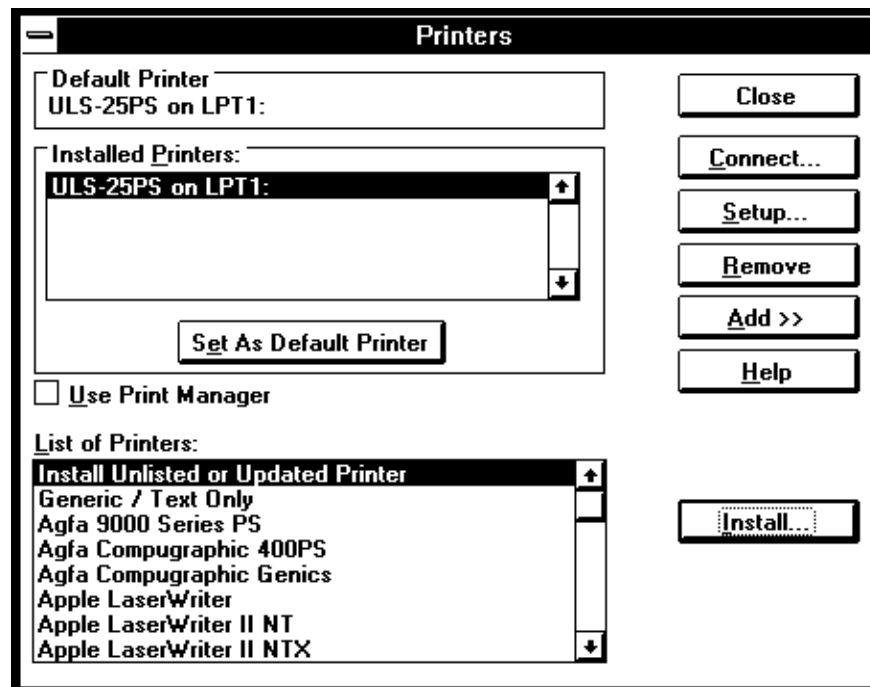 Printers
Default Printer
ULS-25PS on LPT1:
Installed Printers:
ULS-25PS on LPT1:
Set As Default Printer
Use Print Manager
List of Printers:
Install Unlisted or Updated Printer
Generic / Text Only
Agfa 9000 Series PS
Agfa Compugraphic 400PS
Agfa Compugraphic Genics
Apple LaserWriter
Apple LaserWriter II NT
Apple LaserWriter II NTX
Close
Connect...
Setup...
Remove
Add >>
Help
Install...